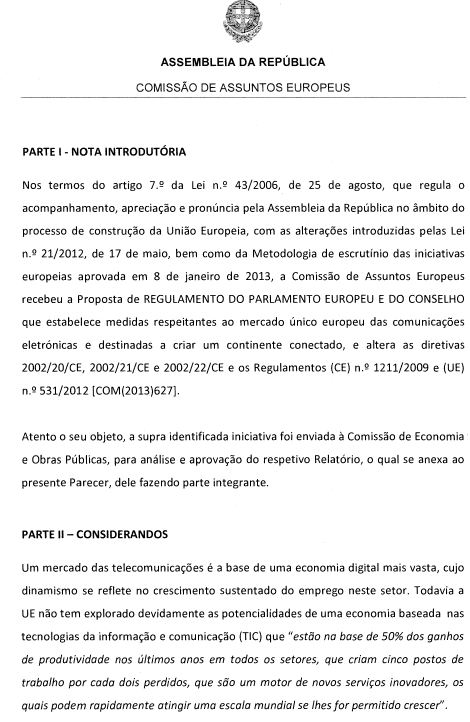 ASSEMBLEIA DA REPÚBLICA
COMISSÃO DE ASSUNTOS EUROPEUS
PARTE I - NOTA INTRODUTÓRIA
Nos termos do artigo 7.º da Lei n.º 43/2006, de 25 de agosto, que regula o
acompanhamento, apreciação e pronúncia pela Assembleia da República no âmbito do
processo de construção da União Europeia, com as alterações introduzidas pelas Lei
n.º 21/2012, de 17 de maio, bem como da Metodologia de escrutínio das iniciativas
europeias aprovada em 8 de janeiro de 2013, a Comissão de Assuntos Europeus
recebeu a Proposta de REGULAMENTO DO PARLAMENTO EUROPEU E DO CONSELHO
que estabelece medidas respeitantes ao mercado único europeu das comunicações
eletrónicas e destinadas a criar um continente conectado, e altera as diretivas
2002/20/CE, 2002/21/CE e 2002/22/CE e os Regulamentos (CE) n.º 1211/2009 e (UE)
n.º 531/2012 [COM(2013)627].
Atento o seu objeto, a supra identificada iniciativa foi enviada à Comissão de Economia
e Obras Públicas, para análise e aprovação do respetivo Relatório, o qual se anexa ao
presente Parecer, dele fazendo parte integrante.
PARTE II – CONSIDERANDOS
Um mercado das telecomunicações é a base de uma economia digital mais vasta, cujo
dinamismo se reflete no crescimento sustentado do emprego neste setor. Todavia a
UE não tem explorado devidamente as potencialidades de uma economia baseada nas
tecnologias da informação e comunicação (TIC) que “estão na base de 50% dos ganhos
de produtividade nos últimos anos em todos os setores, que criam cinco postos de
trabalho por cada dois perdidos, que são um motor de novos serviços inovadores, os
quais podem rapidamente atingir uma escala mundial se lhes for permitido crescer”.